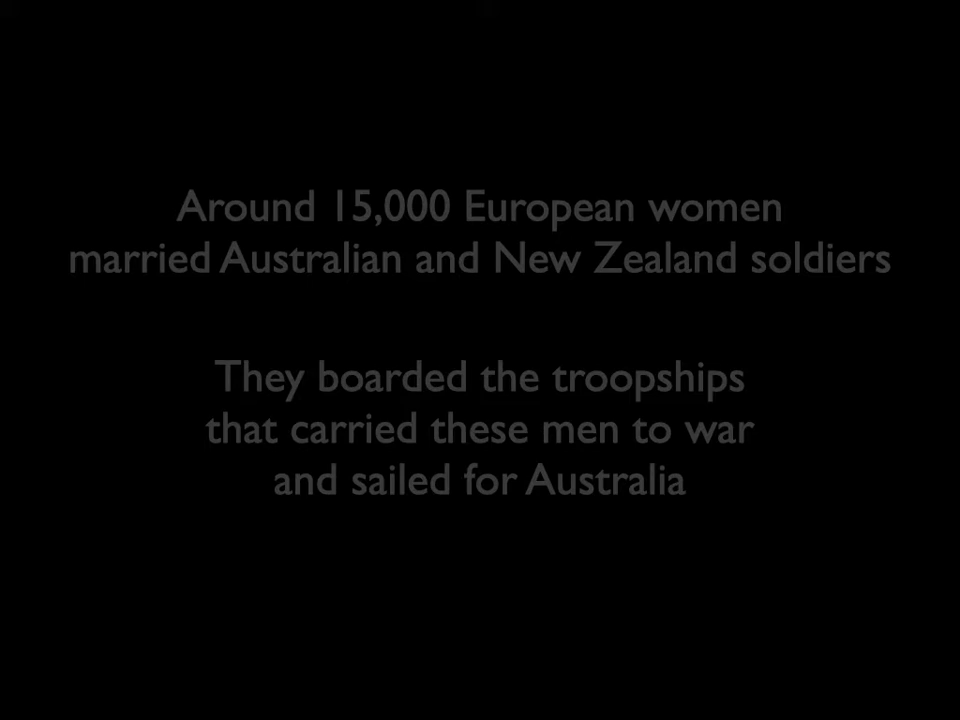 Around 15,000 European women
married Australian and New Zealand soldiers
They boarded the troopships
that carried these men to war
and sailed for Australia